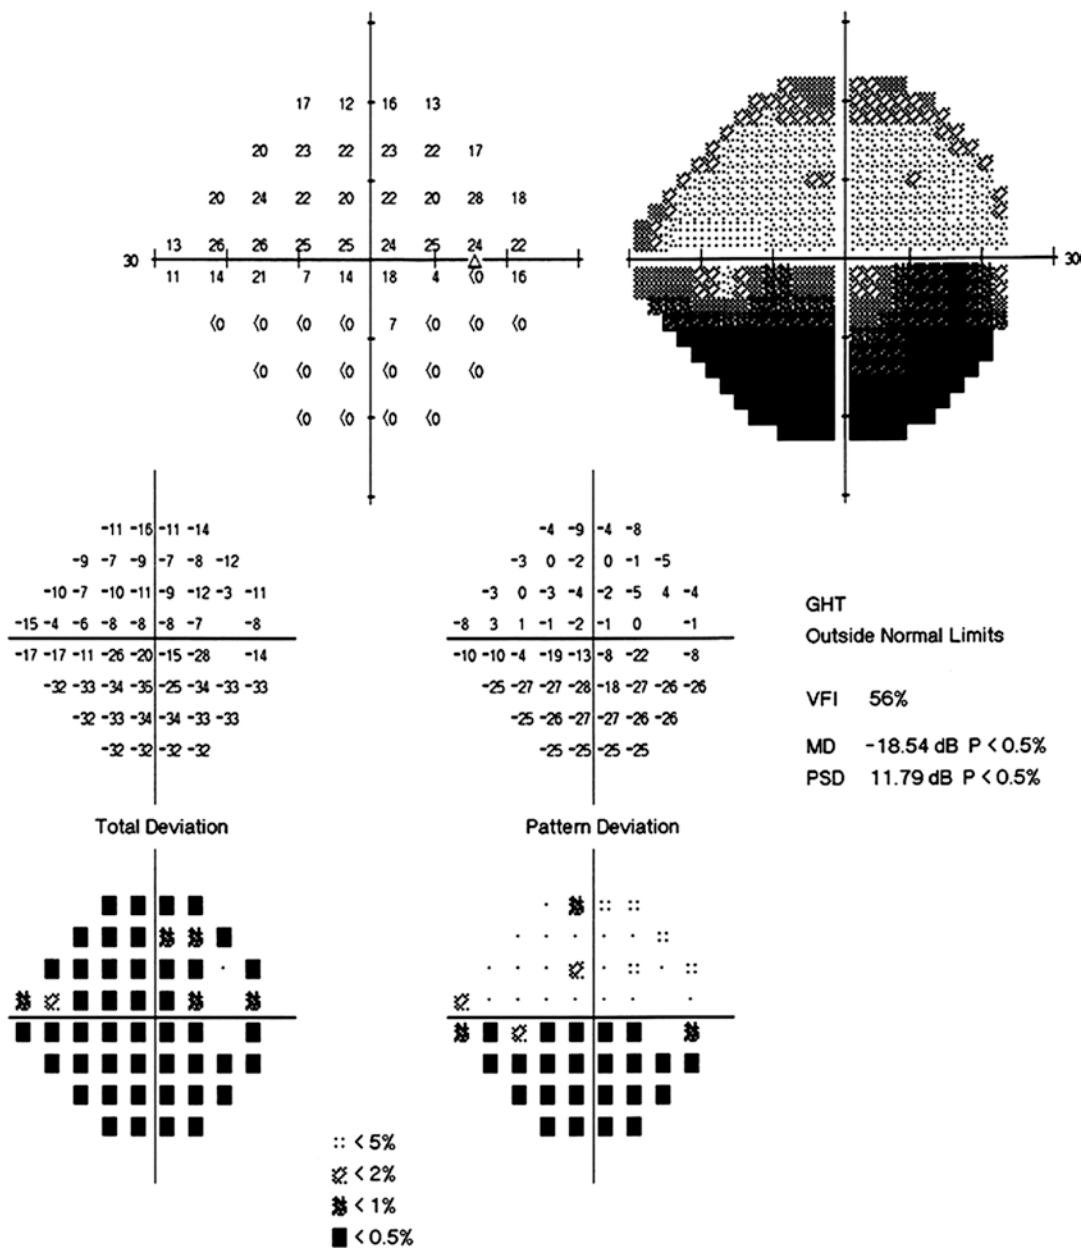 17 12 16 13
20 23 22 23 22 17
20 24 22 20 22 20 28 18
13 26 26 25 25 24 25 24 22
30
30
11 14 21 7 14 18 4 <0 16
<0 <0 <0 <0 7 <0 <0 <0
<0 <0 <0 <0 <0 <0
<0 <0 <0 <0
-11 -16 -11 -14
-9 -7 -9 -7 -8 -12
-10 -7 -10 -11 -9 -12 -3 -11
-15 -4 -6 -8 -8 -8 -7 -8
-17 -17 -11 -26 -20 -15 -28 -14
-32 -33 -34 -35 -25 -34 -33 -33
-32 -33 -34 -34 -33 -33
-32 -32 -32 -32
Total Deviation
-4 -9 -4 -8
-3 0 -2 0 -1 -5
-3 0 -3 -4 -2 -5 4 -4
-8 3 1 -1 -2 -1 0 -1
-10 -10 -4 -19 -13 -8 -22 -8
-25 -27 -27 -28 -18 -27 -26 -26
-25 -26 -27 -27 -26 -26
-25 -25 -25 -25
Pattern Deviation
GHT
Outside Normal Limits
VFI 56%
MD -18.54 dB P < 0.5%
PSD 11.79 dB P < 0.5%
< 5%
< 2%
< 1%
< 0.5%